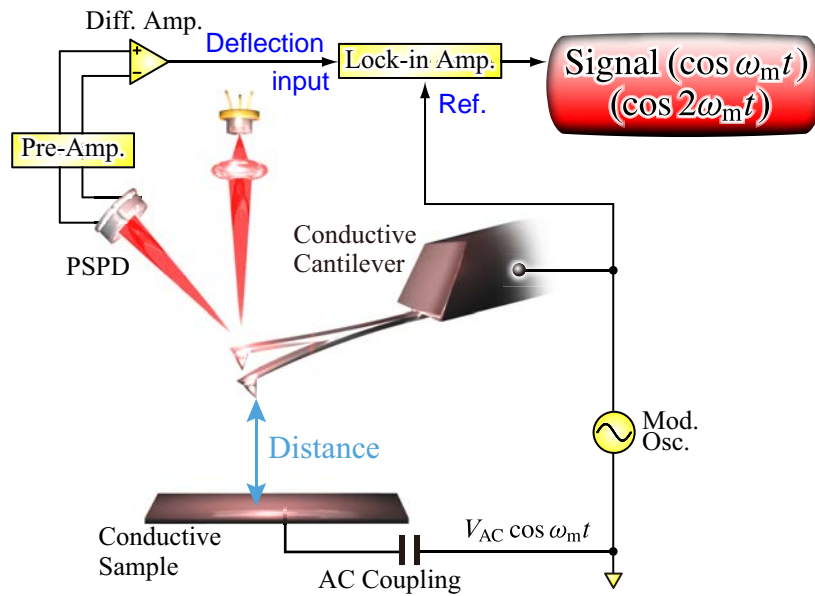 Diff. Amp.
+
−
Deflection
input
Lock-in Amp.
Ref.
Signal (cos ωₘt)
(cos 2ωₘt)
Pre-Amp.
PSPD
Conductive
Cantilever
Distance
Mod.
Osc.
Conductive
Sample
AC Coupling
V_AC cos ωₘt